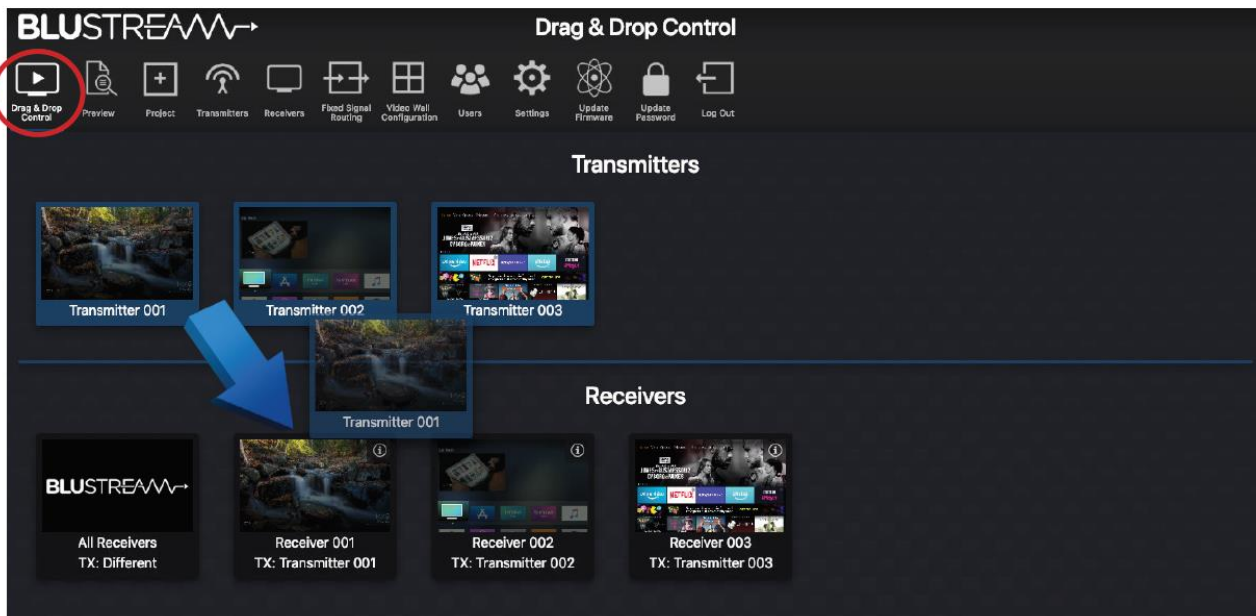 BLUSTREAM
Drag & Drop Control
Drag & Drop
Control
Preview
Project
Transmitters
Receivers
Fixed Signal
Routing
Video Wall
Configuration
Users
Settings
Update
Firmware
Update
Password
Log Out
Transmitters
Transmitter 001
Transmitter 002
NETFLIX
Transmitter 003
Transmitter 001
Receivers
BLUSTREAM
All Receivers
TX: Different
Receiver 001
TX: Transmitter 001
Receiver 002
TX: Transmitter 002
NETFLIX
Receiver 003
TX: Transmitter 003